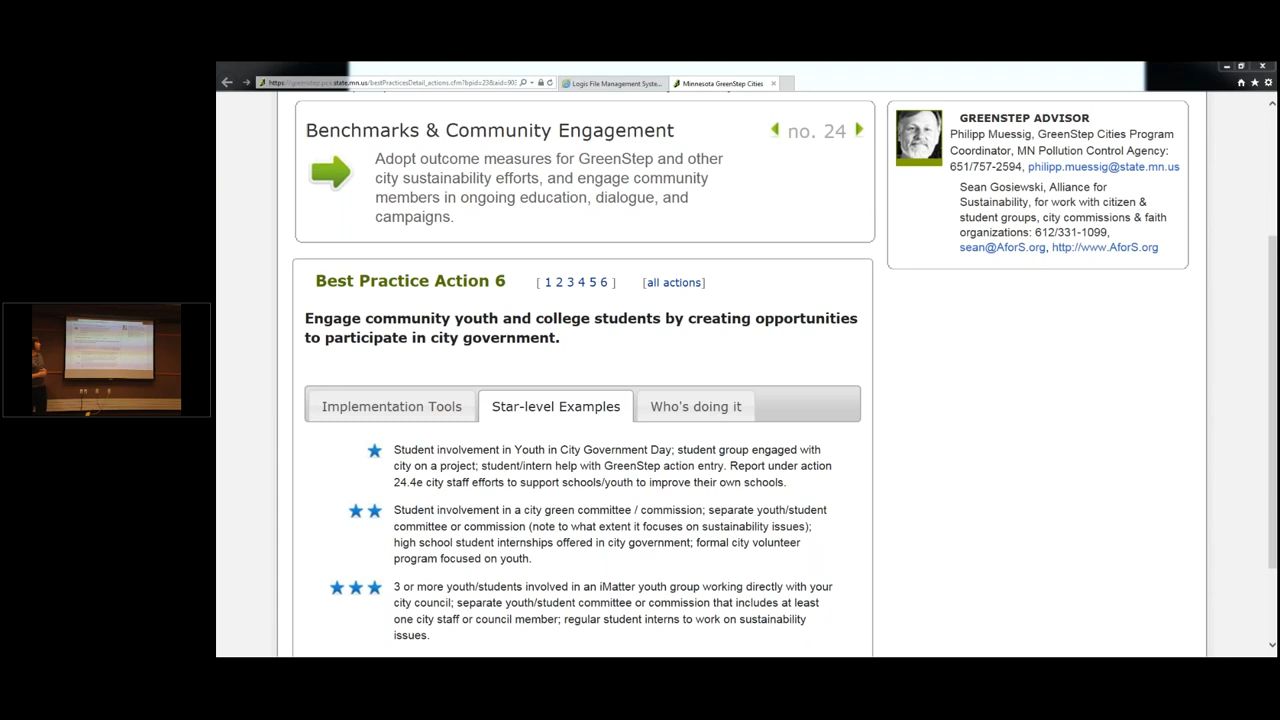 https://greenstep.pca.state.mn.us/bestPracticesDetail_actions.cfm?bpid=23&aid=903
Logis File Management Syste...
Minnesota GreenStep Cities
Benchmarks & Community Engagement
no. 24
Adopt outcome measures for GreenStep and other
city sustainability efforts, and engage community
members in ongoing education, dialogue, and
campaigns.
GREENSTEP ADVISOR
Philipp Muessig, GreenStep Cities Program
Coordinator, MN Pollution Control Agency:
651/757-2594, philipp.muessig@state.mn.us
Sean Gosiewski, Alliance for
Sustainability, for work with citizen &
student groups, city commissions & faith
organizations: 612/331-1099,
sean@AforS.org, http://www.AforS.org
Best Practice Action 6 [ 1 2 3 4 5 6 ] [all actions]
Engage community youth and college students by creating opportunities
to participate in city government.
Implementation Tools Star-level Examples Who's doing it
Student involvement in Youth in City Government Day; student group engaged with
city on a project; student/intern help with GreenStep action entry. Report under action
24.4e city staff efforts to support schools/youth to improve their own schools.
Student involvement in a city green committee / commission; separate youth/student
committee or commission (note to what extent it focuses on sustainability issues);
high school student internships offered in city government; formal city volunteer
program focused on youth.
3 or more youth/students involved in an iMatter youth group working directly with your
city council; separate youth/student committee or commission that includes at least
one city staff or council member; regular student interns to work on sustainability
issues.